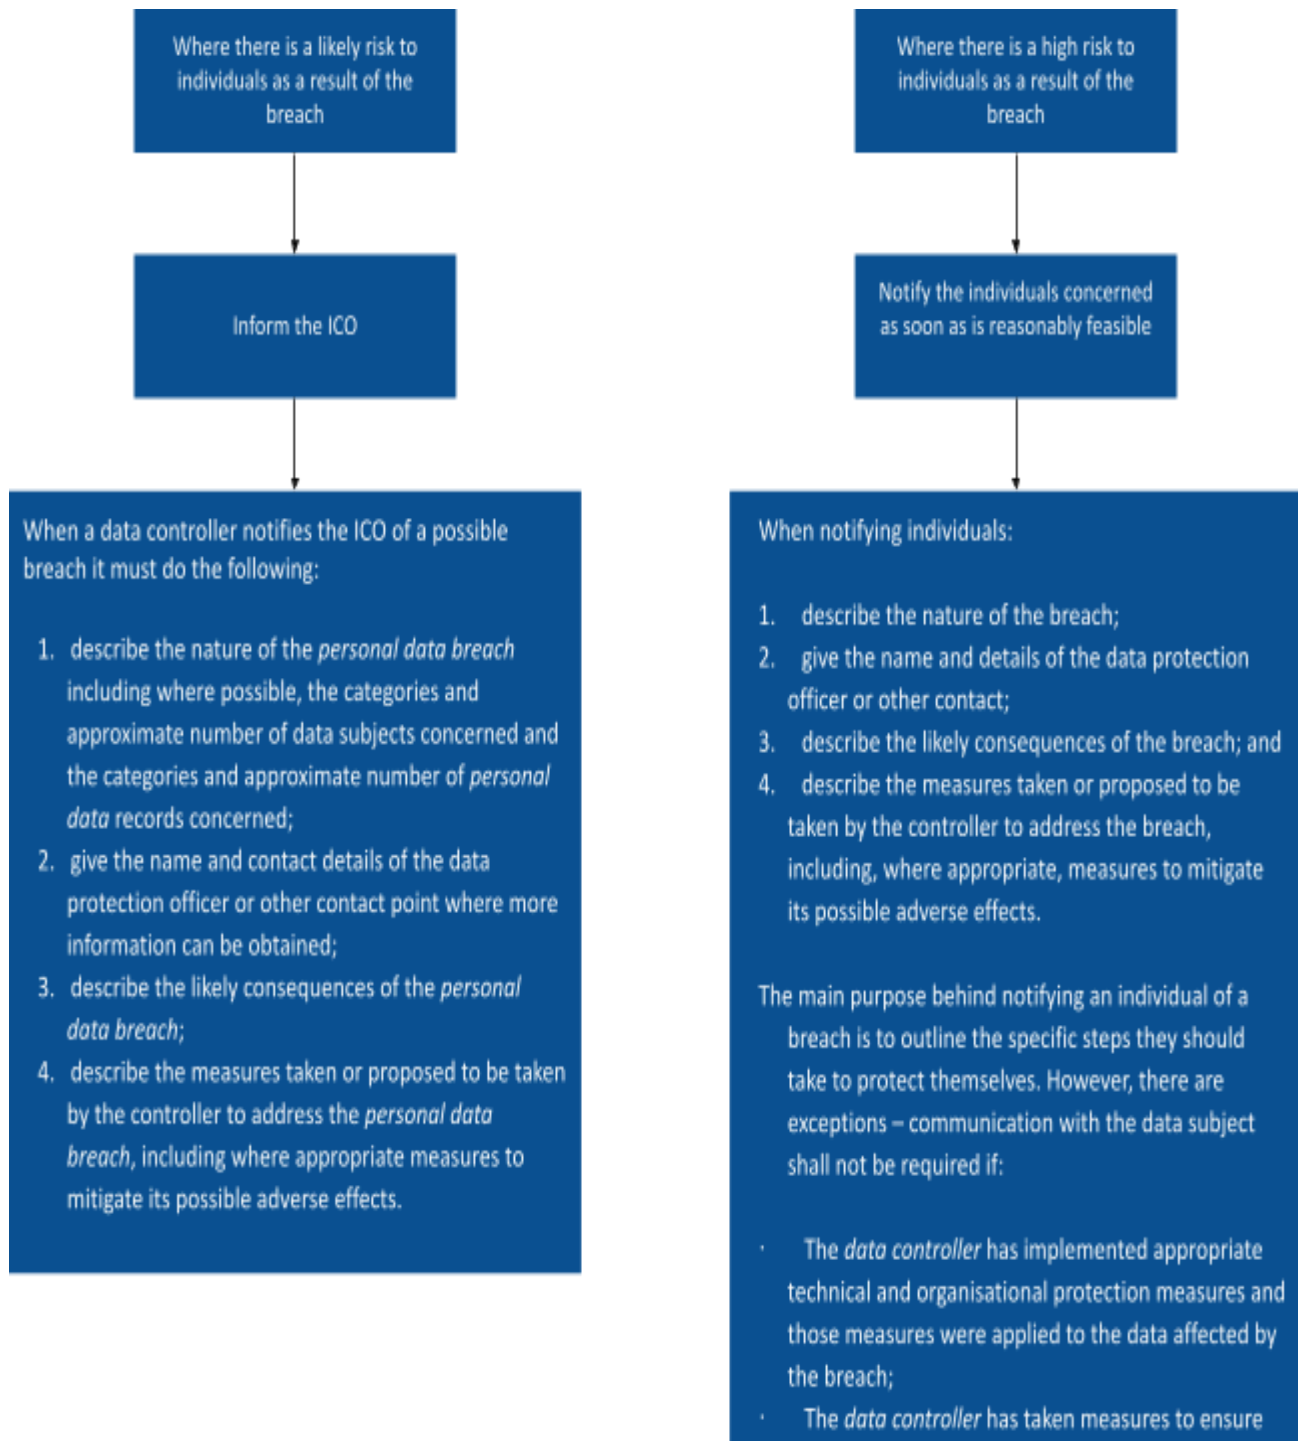 Where there is a likely risk to
individuals as a result of the
breach
Inform the ICO
When a data controller notifies the ICO of a possible
breach it must do the following:
1. describe the nature of the personal data breach
including where possible, the categories and
approximate number of data subjects concerned and
the categories and approximate number of personal
data records concerned;
2. give the name and contact details of the data
protection officer or other contact point where more
information can be obtained;
3. describe the likely consequences of the personal
data breach;
4. describe the measures taken or proposed to be taken
by the controller to address the personal data
breach, including where appropriate measures to
mitigate its possible adverse effects.
Where there is a high risk to
individuals as a result of the
breach
Notify the individuals concerned
as soon as is reasonably feasible
When notifying individuals:
1. describe the nature of the breach;
2. give the name and details of the data protection
officer or other contact;
3. describe the likely consequences of the breach; and
4. describe the measures taken or proposed to be
taken by the controller to address the breach,
including, where appropriate, measures to mitigate
its possible adverse effects.
The main purpose behind notifying an individual of a
breach is to outline the specific steps they should
take to protect themselves. However, there are
exceptions – communication with the data subject
shall not be required if:
· The data controller has implemented appropriate
technical and organisational protection measures and
those measures were applied to the data affected by
the breach;
· The data controller has taken measures to ensure